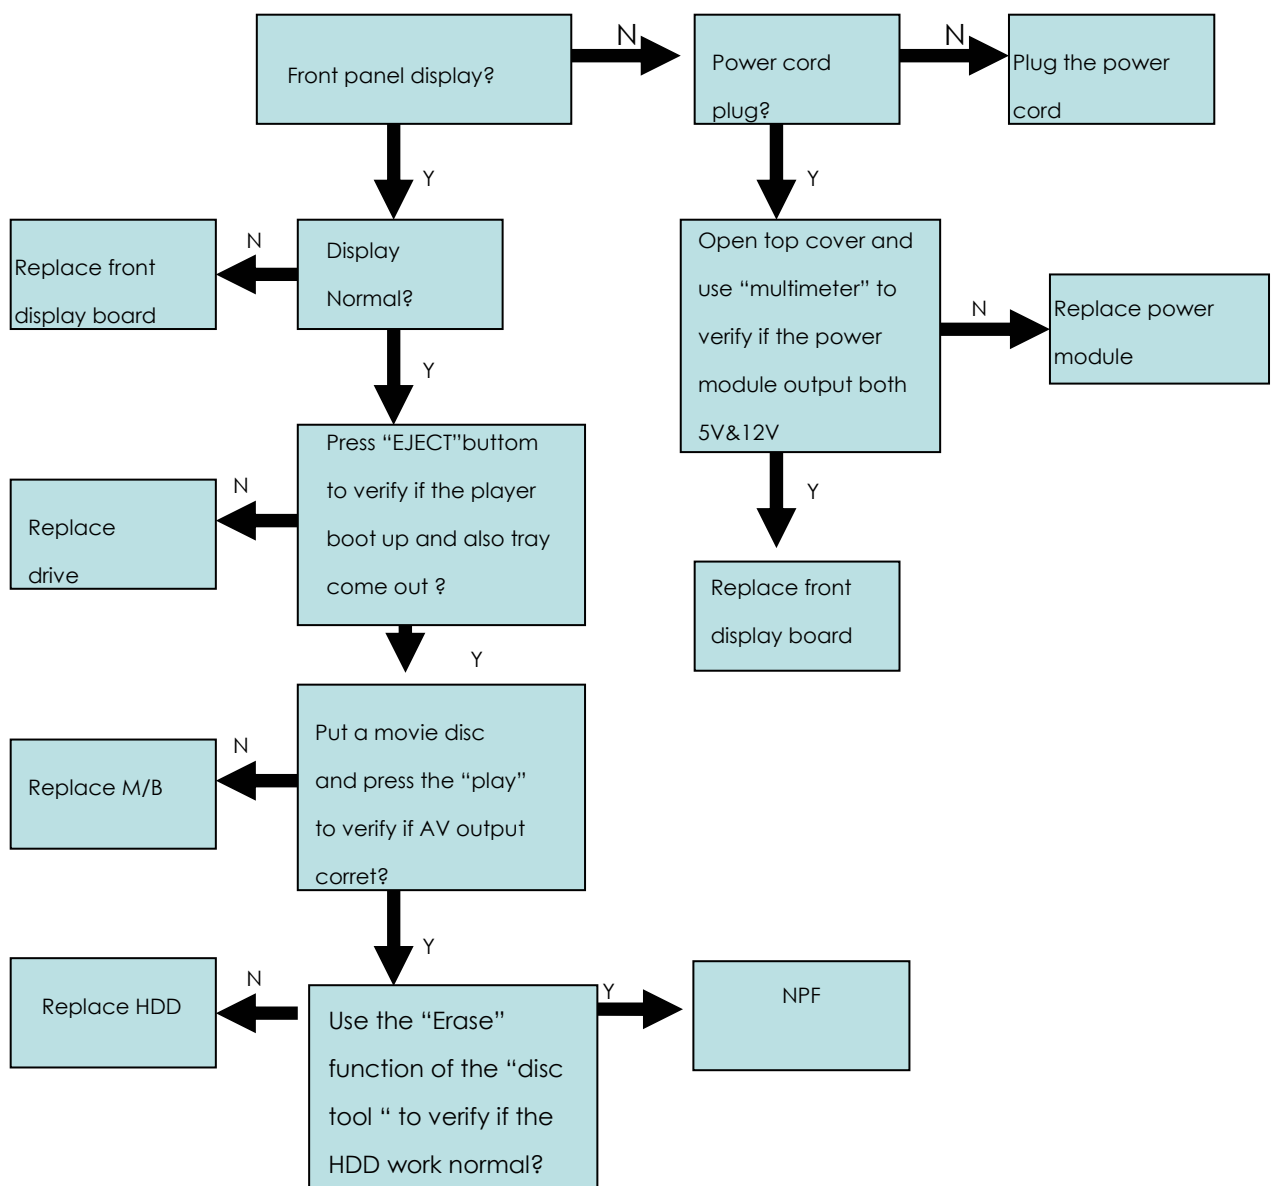 Front panel display?
N
Power cord
plug?
N
Plug the power
cord
Y
Y
Replace front
display board
N
Display
Normal?
Open top cover and
use “multimeter” to
verify if the power
module output both
5V&12V
N
Replace power
module
Y
Y
Replace
drive
N
Press “EJECT”buttom
to verify if the player
boot up and also tray
come out ?
Replace front
display board
Y
Replace M/B
N
Put a movie disc
and press the “play”
to verify if AV output
corret?
Y
Replace HDD
N
Use the “Erase”
function of the “disc
tool “ to verify if the
HDD work normal?
Y
NPF